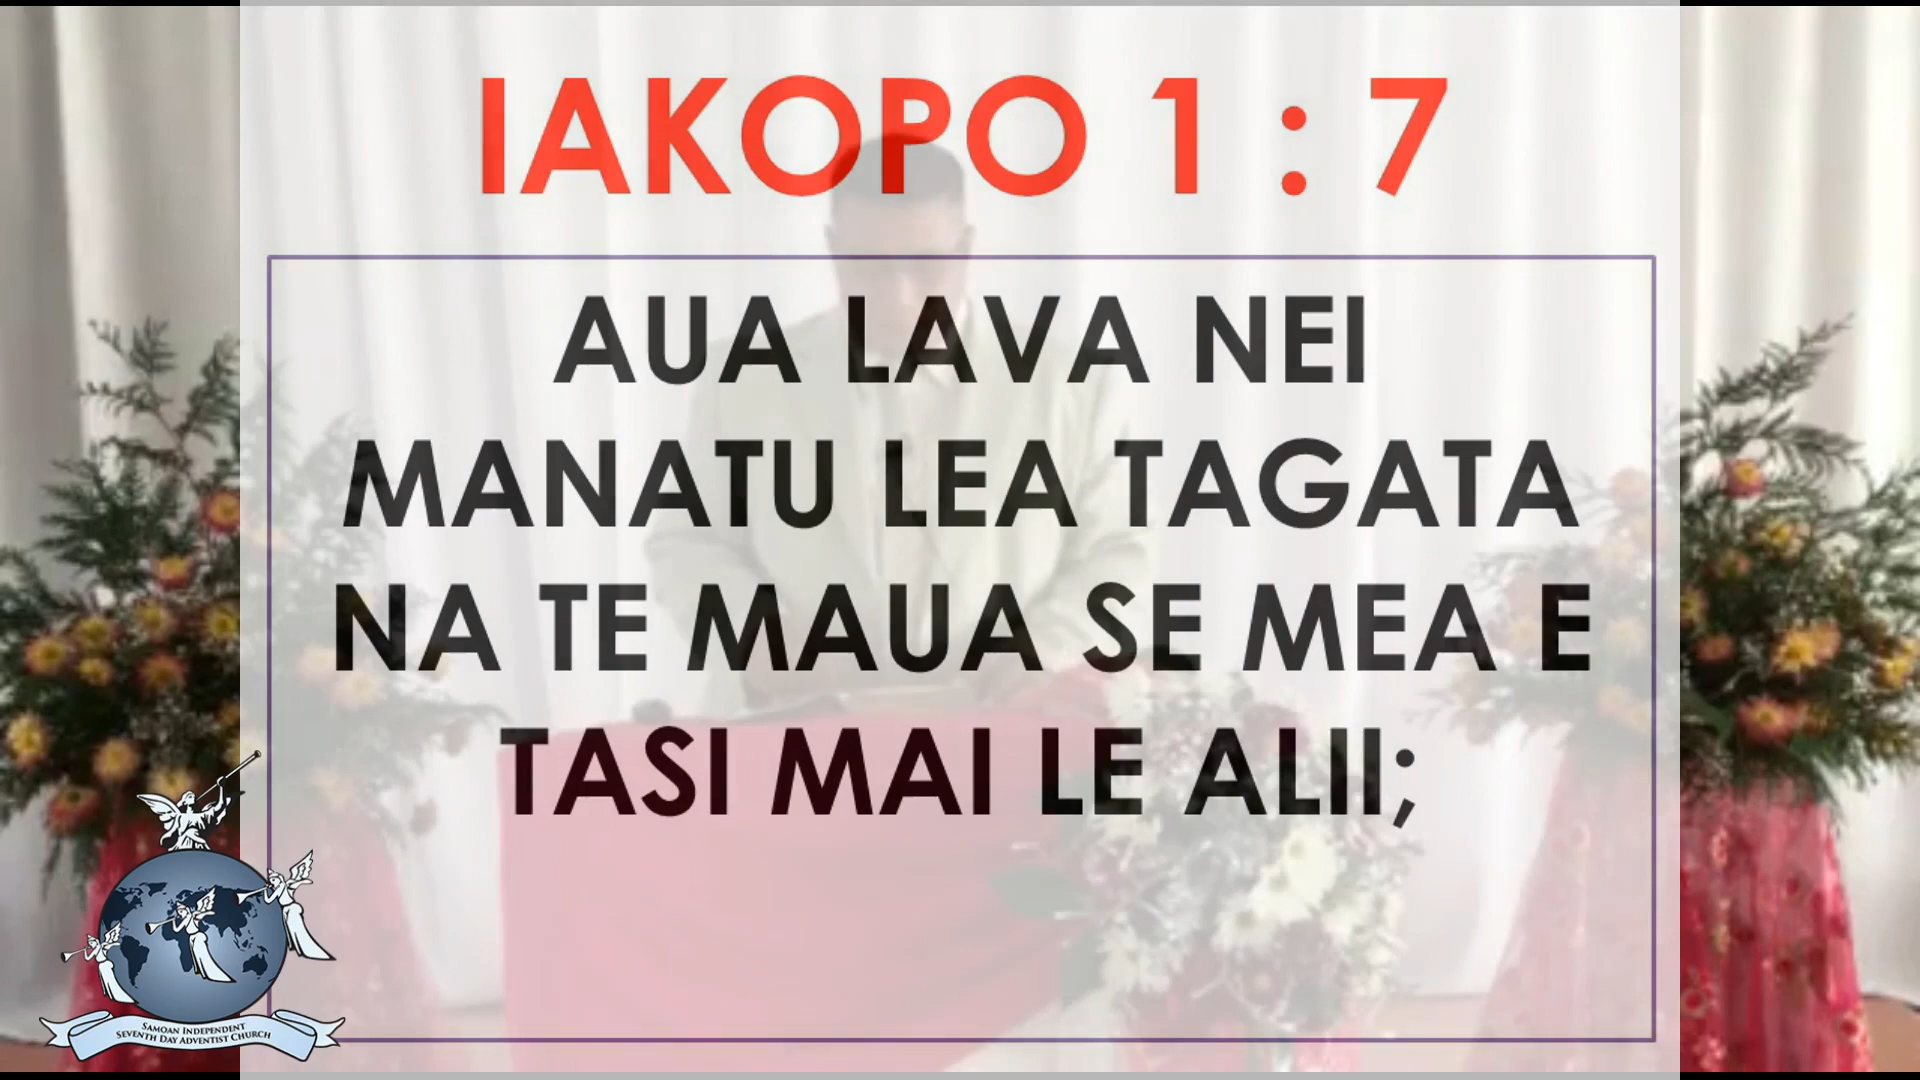 IAKOPO 1 : 7
AUA LAVA NEI
MANATU LEA TAGATA
NA TE MAUA SE MEA E
TASI MAI LE ALII;
SAMOAN INDEPENDENT
SEVENTH DAY ADVENTIST CHURCH